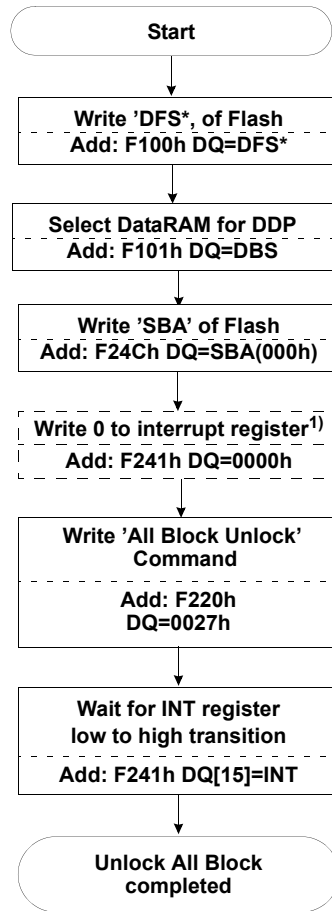 Start
Write ’DFS*, of Flash
Add: F100h DQ=DFS*
Select DataRAM for DDP
Add: F101h DQ=DBS
Write ’SBA’ of Flash
Add: F24Ch DQ=SBA(000h)
Write 0 to interrupt register1)
Add: F241h DQ=0000h
Write ’All Block Unlock’
Command
Add: F220h
DQ=0027h
Wait for INT register
low to high transition
Add: F241h DQ[15]=INT
Unlock All Block
completed